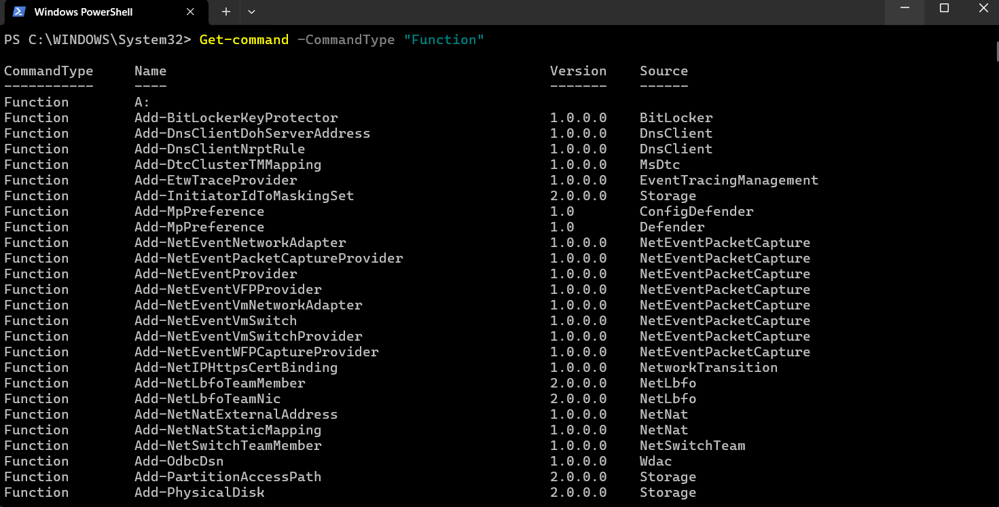 Windows PowerShell
PS C:\WINDOWS\System32> Get-command -CommandType "Function"
CommandType     Name                                               Version    Source
-----------     ----                                               -------    ------
Function        A:
Function        Add-BitLockerKeyProtector                          1.0.0.0    BitLocker
Function        Add-DnsClientDohServerAddress                      1.0.0.0    DnsClient
Function        Add-DnsClientNrptRule                              1.0.0.0    DnsClient
Function        Add-DtcClusterTMMapping                            1.0.0.0    MsDtc
Function        Add-EtwTraceProvider                               1.0.0.0    EventTracingManagement
Function        Add-InitiatorIdToMaskingSet                        2.0.0.0    Storage
Function        Add-MpPreference                                   1.0        ConfigDefender
Function        Add-MpPreference                                   1.0        Defender
Function        Add-NetEventNetworkAdapter                         1.0.0.0    NetEventPacketCapture
Function        Add-NetEventPacketCaptureProvider                  1.0.0.0    NetEventPacketCapture
Function        Add-NetEventProvider                               1.0.0.0    NetEventPacketCapture
Function        Add-NetEventVFPProvider                            1.0.0.0    NetEventPacketCapture
Function        Add-NetEventVmNetworkAdapter                       1.0.0.0    NetEventPacketCapture
Function        Add-NetEventVmSwitch                               1.0.0.0    NetEventPacketCapture
Function        Add-NetEventVmSwitchProvider                       1.0.0.0    NetEventPacketCapture
Function        Add-NetEventWFPCaptureProvider                     1.0.0.0    NetEventPacketCapture
Function        Add-NetIPHttpsCertBinding                          1.0.0.0    NetworkTransition
Function        Add-NetLbfoTeamMember                              2.0.0.0    NetLbfo
Function        Add-NetLbfoTeamNic                                 2.0.0.0    NetLbfo
Function        Add-NetNatExternalAddress                          1.0.0.0    NetNat
Function        Add-NetNatStaticMapping                            1.0.0.0    NetNat
Function        Add-NetSwitchTeamMember                            1.0.0.0    NetSwitchTeam
Function        Add-OdbcDsn                                        1.0.0.0    Wdac
Function        Add-PartitionAccessPath                            2.0.0.0    Storage
Function        Add-PhysicalDisk                                   2.0.0.0    Storage